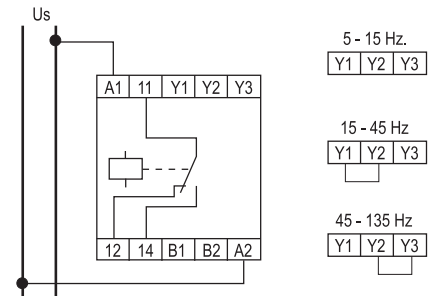 Us
A1 11 Y1 Y2 Y3
12 14 B1 B2 A2
5 - 15 Hz.
Y1 Y2 Y3
15 - 45 Hz
Y1 Y2 Y3
45 - 135 Hz
Y1 Y2 Y3